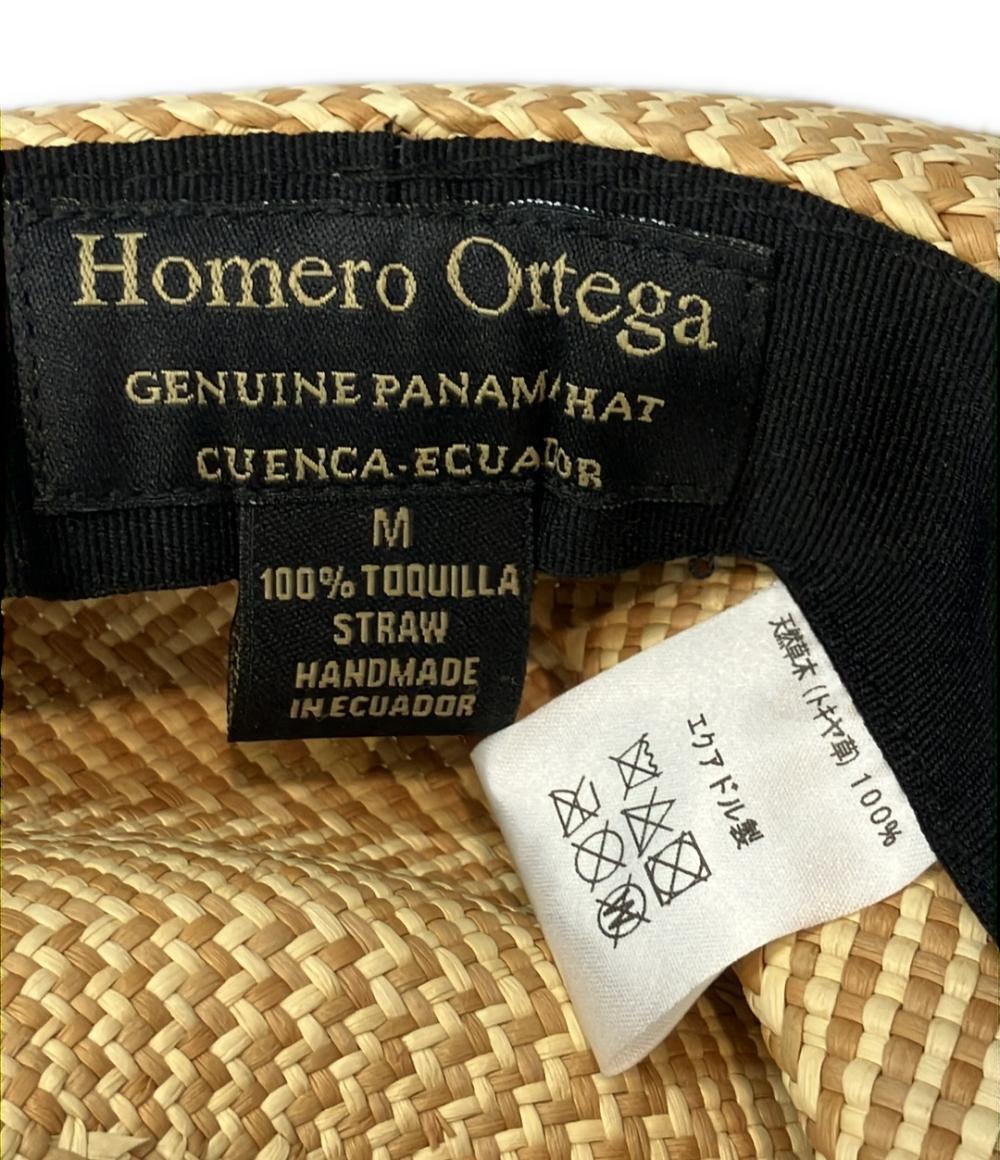 Homero Ortega
GENUINE PANAMA HAT
CUENCA-ECUADOR
M
100% TOQUILLA
STRAW
HANDMADE
IN ECUADOR
天然草木 (トキヤ草) 100%
エクアドル製
W